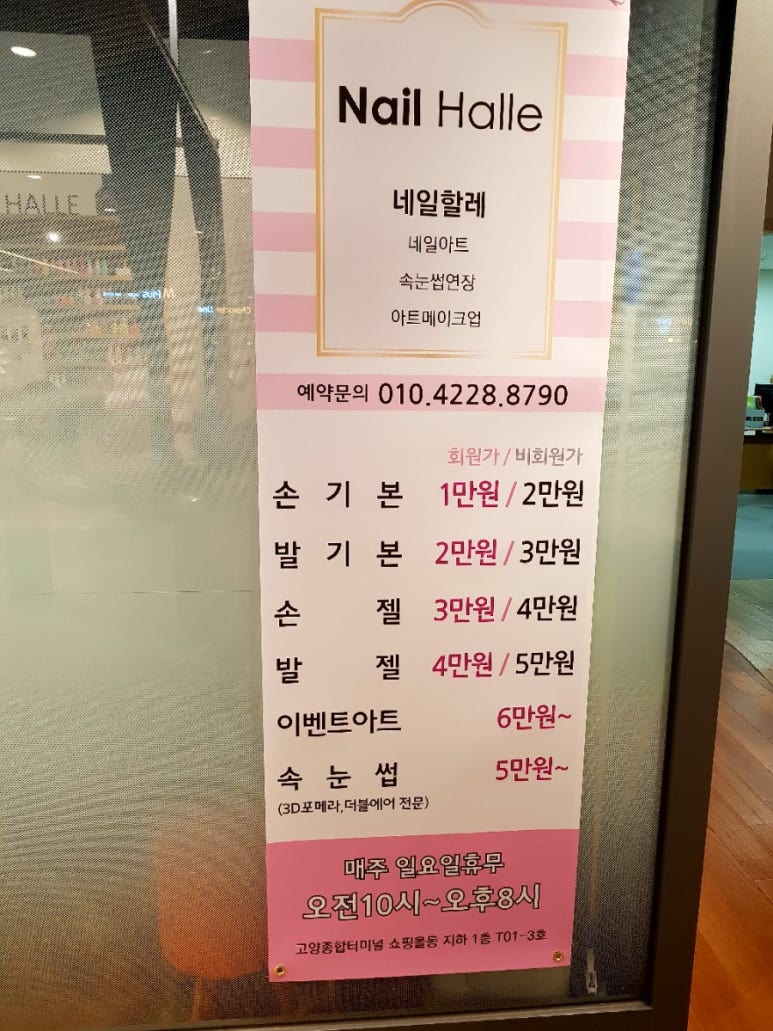 Nail Halle
네일할레
네일아트
속눈썹연장
아트메이크업
예약문의 010.4228.8790
회원가/비회원가
손 기 본 1만원/2만원
발 기 본 2만원/3만원
손 젤 3만원/4만원
발 젤 4만원/5만원
이벤트아트 6만원~
속 눈 썹 5만원~
(3D포메라,더블에어 전문)
매주 일요일휴무
오전10시~오후8시
고양종합터미널 쇼핑몰동 지하 1층 T01-3호
HALLE